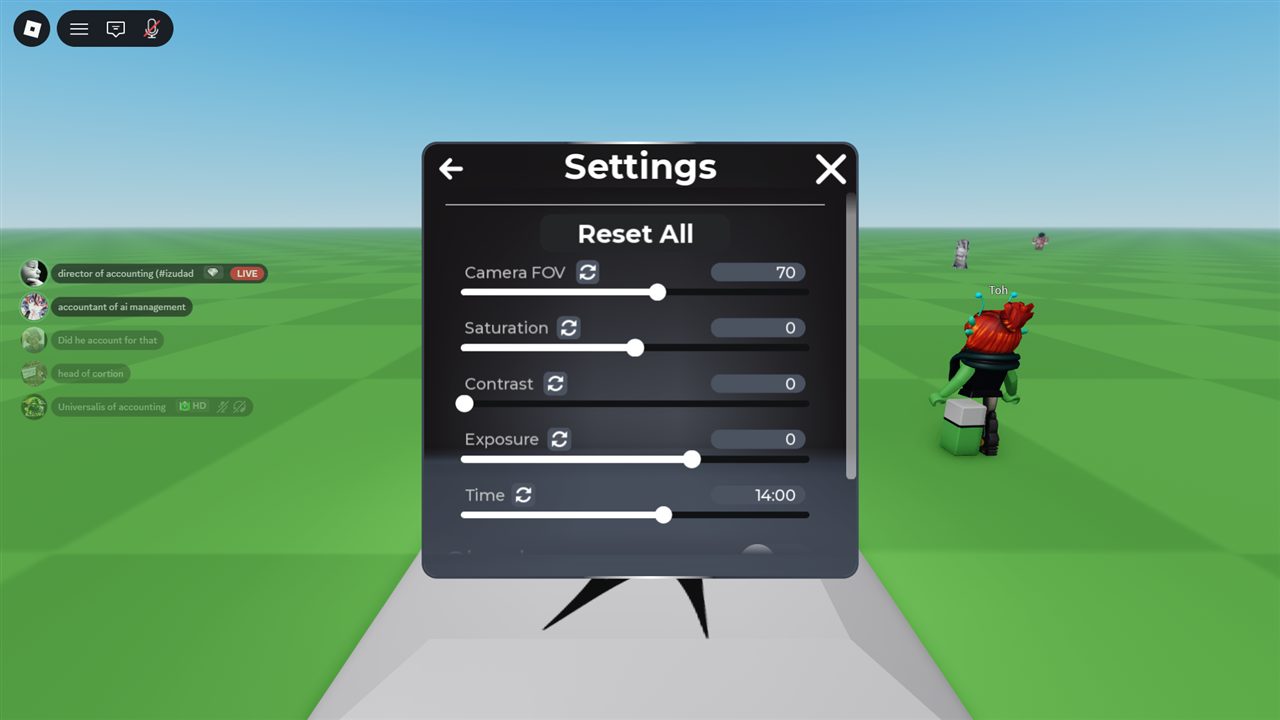 Settings
Reset All
Camera FOV 70
Saturation 0
Contrast 0
Exposure 0
Time 14:00
director of accounting (#izudad LIVE
accountant of ai management
Did he account for that
head of cortion
Universalis of accounting HD
Toh